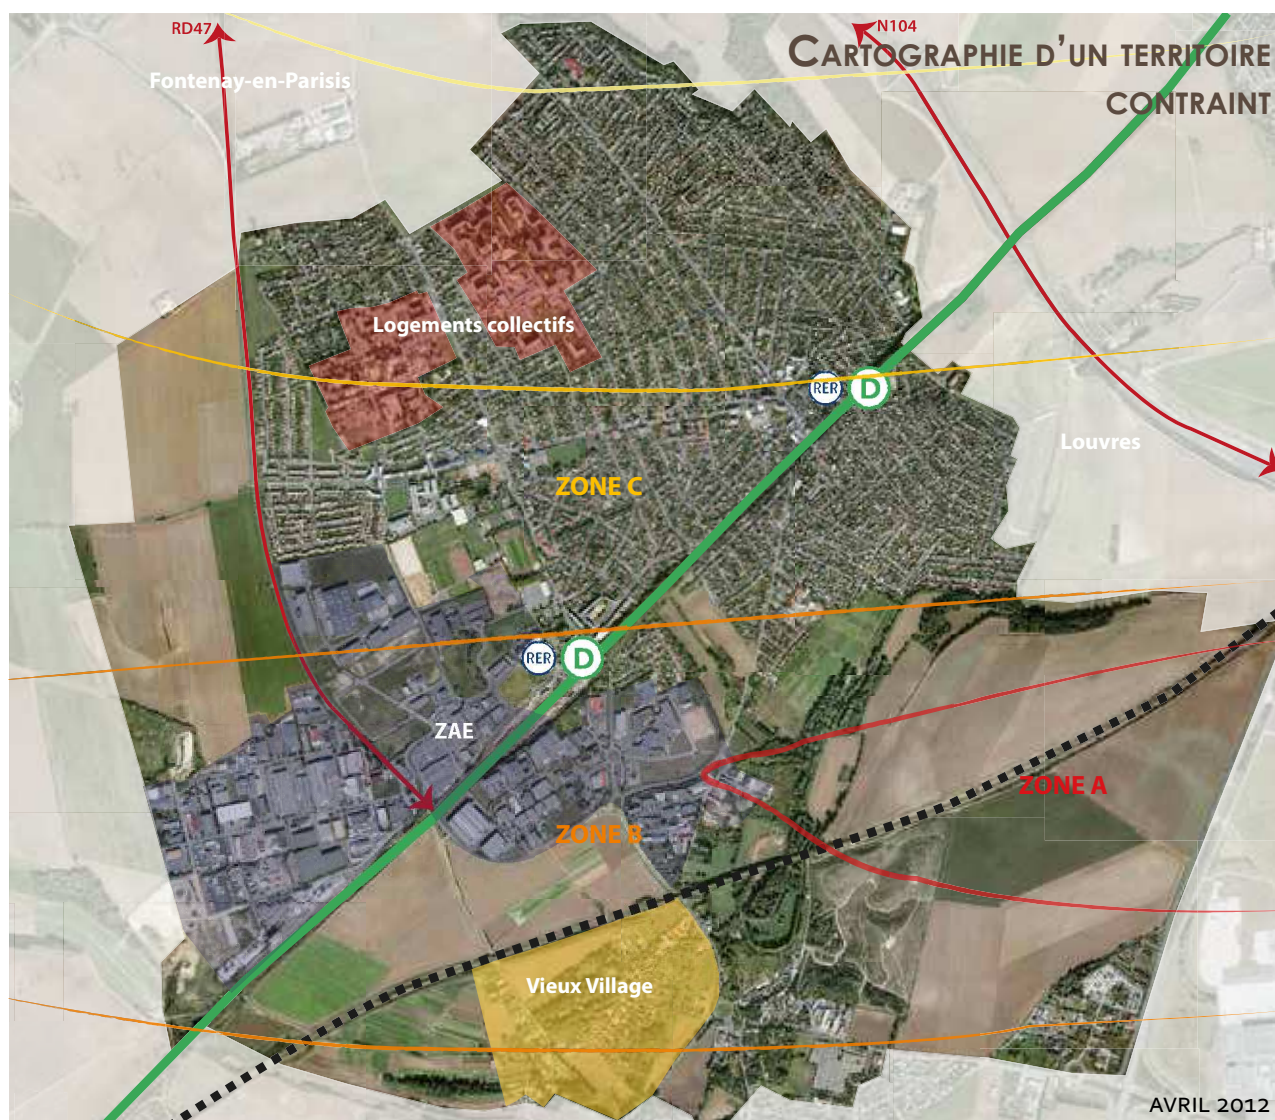 RD47
N104
CARTOGRAPHIE D'UN TERRITOIRE
CONTRAINT
Fontenay-en-Parisis
Logements collectifs
RER D
Louvres
ZONE C
RER D
ZAE
ZONE A
ZONE B
Vieux Village
AVRIL 2012